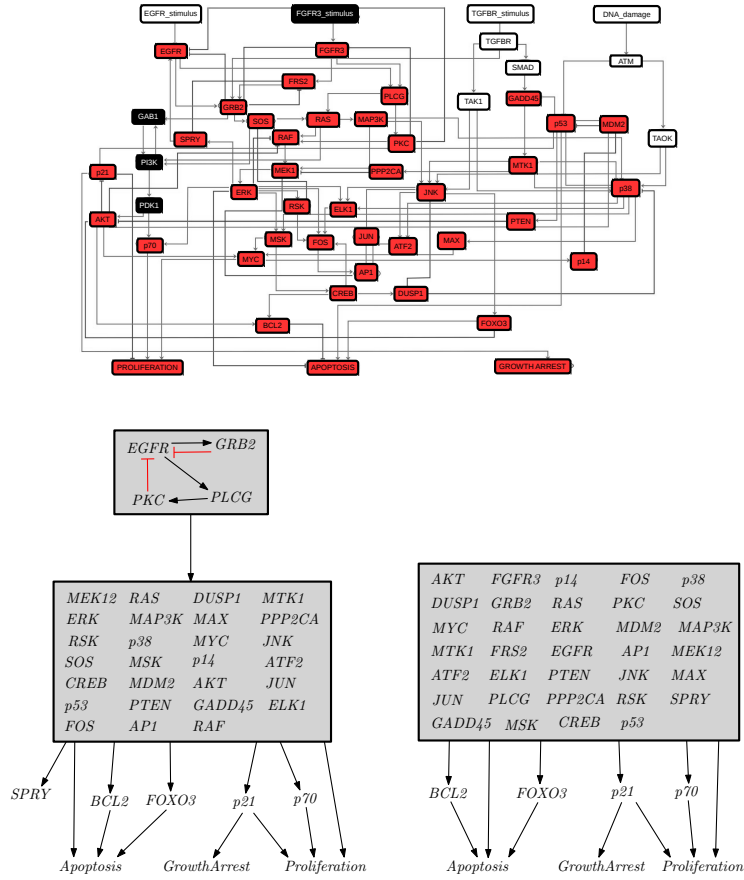 EGFR_stimulus FGFR3_stimulus TGFBR_stimulus DNA_damage
EGFR FGFR3 TGFBR
ATM
SMAD
FRS2
PLCG GADD45 TAK1
GRB2
GAB1 SOS RAS MAP3K p53 MDM2
SPRY RAF PKC TAOK
PI3K MTK1
p21 MEK1 PPP2CA
ERK JNK p38
PDK1 RSK ELK1
AKT PTEN
p70 MSK FOS JUN ATF2 MAX
MYC p14
AP1
CREB DUSP1
BCL2 FOXO3
PROLIFERATION APOPTOSIS GROWTH ARREST
EGFR GRB2
PKC PLCG
MEK12 RAS DUSP1 MTK1
ERK MAP3K MAX PPP2CA
RSK p38 MYC JNK
SOS MSK p14 ATF2
CREB MDM2 AKT JUN
p53 PTEN GADD45 ELK1
FOS AP1 RAF
SPRY BCL2 FOXO3 p21 p70
Apoptosis GrowthArrest Proliferation
AKT FGFR3 p14 FOS p38
DUSP1 GRB2 RAS PKC SOS
MYC RAF ERK MDM2 MAP3K
MTK1 FRS2 EGFR AP1 MEK12
ATF2 ELK1 PTEN JNK MAX
JUN PLCG PPP2CA RSK SPRY
GADD45 MSK CREB p53
BCL2 FOXO3 p21 p70
Apoptosis GrowthArrest Proliferation